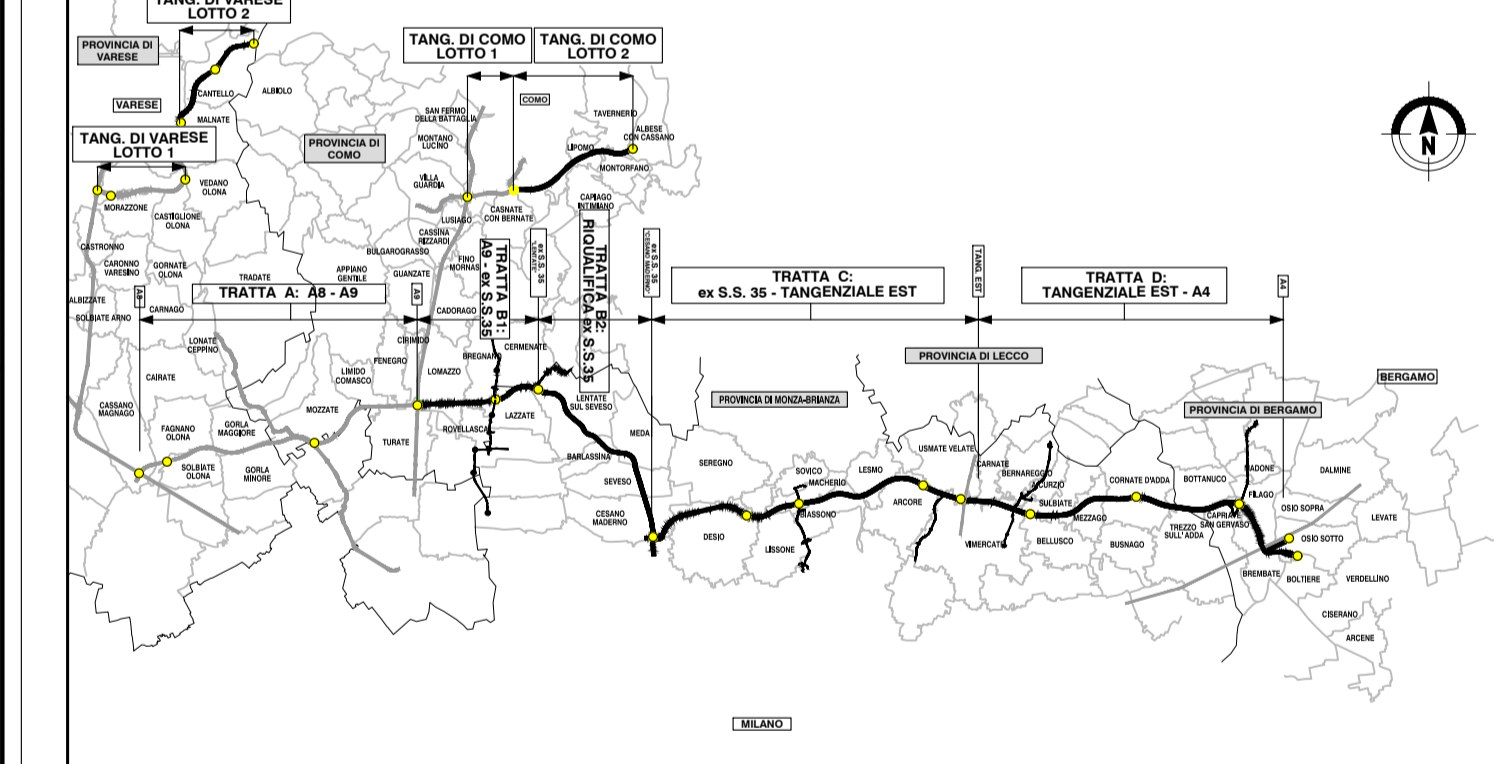 TANG. DI VARESE
LOTTO 2
PROVINCIA DI
VARESE
TANG. DI COMO
LOTTO 1
TANG. DI COMO
LOTTO 2
CANTELLO
ALBIOLO
VARESE
MALNATE
COMO
SAN FERMO
DELLA BATTAGLIA
TAVERNERIO
ALBESE
CON CASSANO
TANG. DI VARESE
LOTTO 1
PROVINCIA DI
COMO
MONTANO
LUCINO
LIPOMO
MONTORFANO
VILLA
GUARDIA
VEDANO
OLONA
MORAZZONE
CASTIGLIONE
OLONA
LUSIAGO
CASNATE
CON BERNATE
CAPIAGO
INTIMIANO
N
CASTRONNO
CASSINA
RIZZARDI
BULGAROGRASSO
CARONNO
VARESINO
GORNATE
OLONA
TRADATE
APPIANO
GENTILE
GUANZATE
FINO
MORNAS
TRATTA B1:
A9 - ex S.S.35
ex S.S. 35
"LENTATE"
TRATTA B2:
RIQUALIFICA ex S.S.35
ex S.S. 35
"CESANO MADERNO"
TRATTA C:
ex S.S. 35 - TANGENZIALE EST
TANG. EST
TRATTA D:
TANGENZIALE EST - A4
A4
A8
TRATTA A: A8 - A9
A9
ALBIZZATE
SOLBIATE ARNO
CARNAGO
CADORAGO
LONATE
CEPPINO
CIRIMIDO
FENEGRO
BREGNANO
CERMENATE
PROVINCIA DI LECCO
CAIRATE
LIMIDO
COMASCO
LOMAZZO
BERGAMO
CASSANO
MAGNAGO
MOZZATE
LAZZATE
LENTATE
SUL SEVESO
PROVINCIA DI MONZA-BRIANZA
PROVINCIA DI BERGAMO
FAGNANO
OLONA
GORLA
MAGGIORE
TURATE
ROVELLASCA
MEDA
SOLBIATE
OLONA
GORLA
MINORE
BARLASSINA
SEREGNO
SOVICO
MACHERIO
LESMO
USMATE VELATE
CARNATE
BERNAREGGIO
CORNATE D'ADDA
BOTTANUCO
MADONE
DALMINE
SEVESO
FILAGO
CESANO
MADERNO
BIASSONO
ARCORE
SULBIATE
MEZZAGO
SAN GERVASO
OSIO SOPRA
LEVATE
DESIO
LISSONE
VIMERCATE
BELLUSCO
BUSNAGO
TREZZO
SULL'ADDA
OSIO SOTTO
BREMBATE
BOLTIERE
VERDELLINO
CISERANO
ARCENE
MILANO